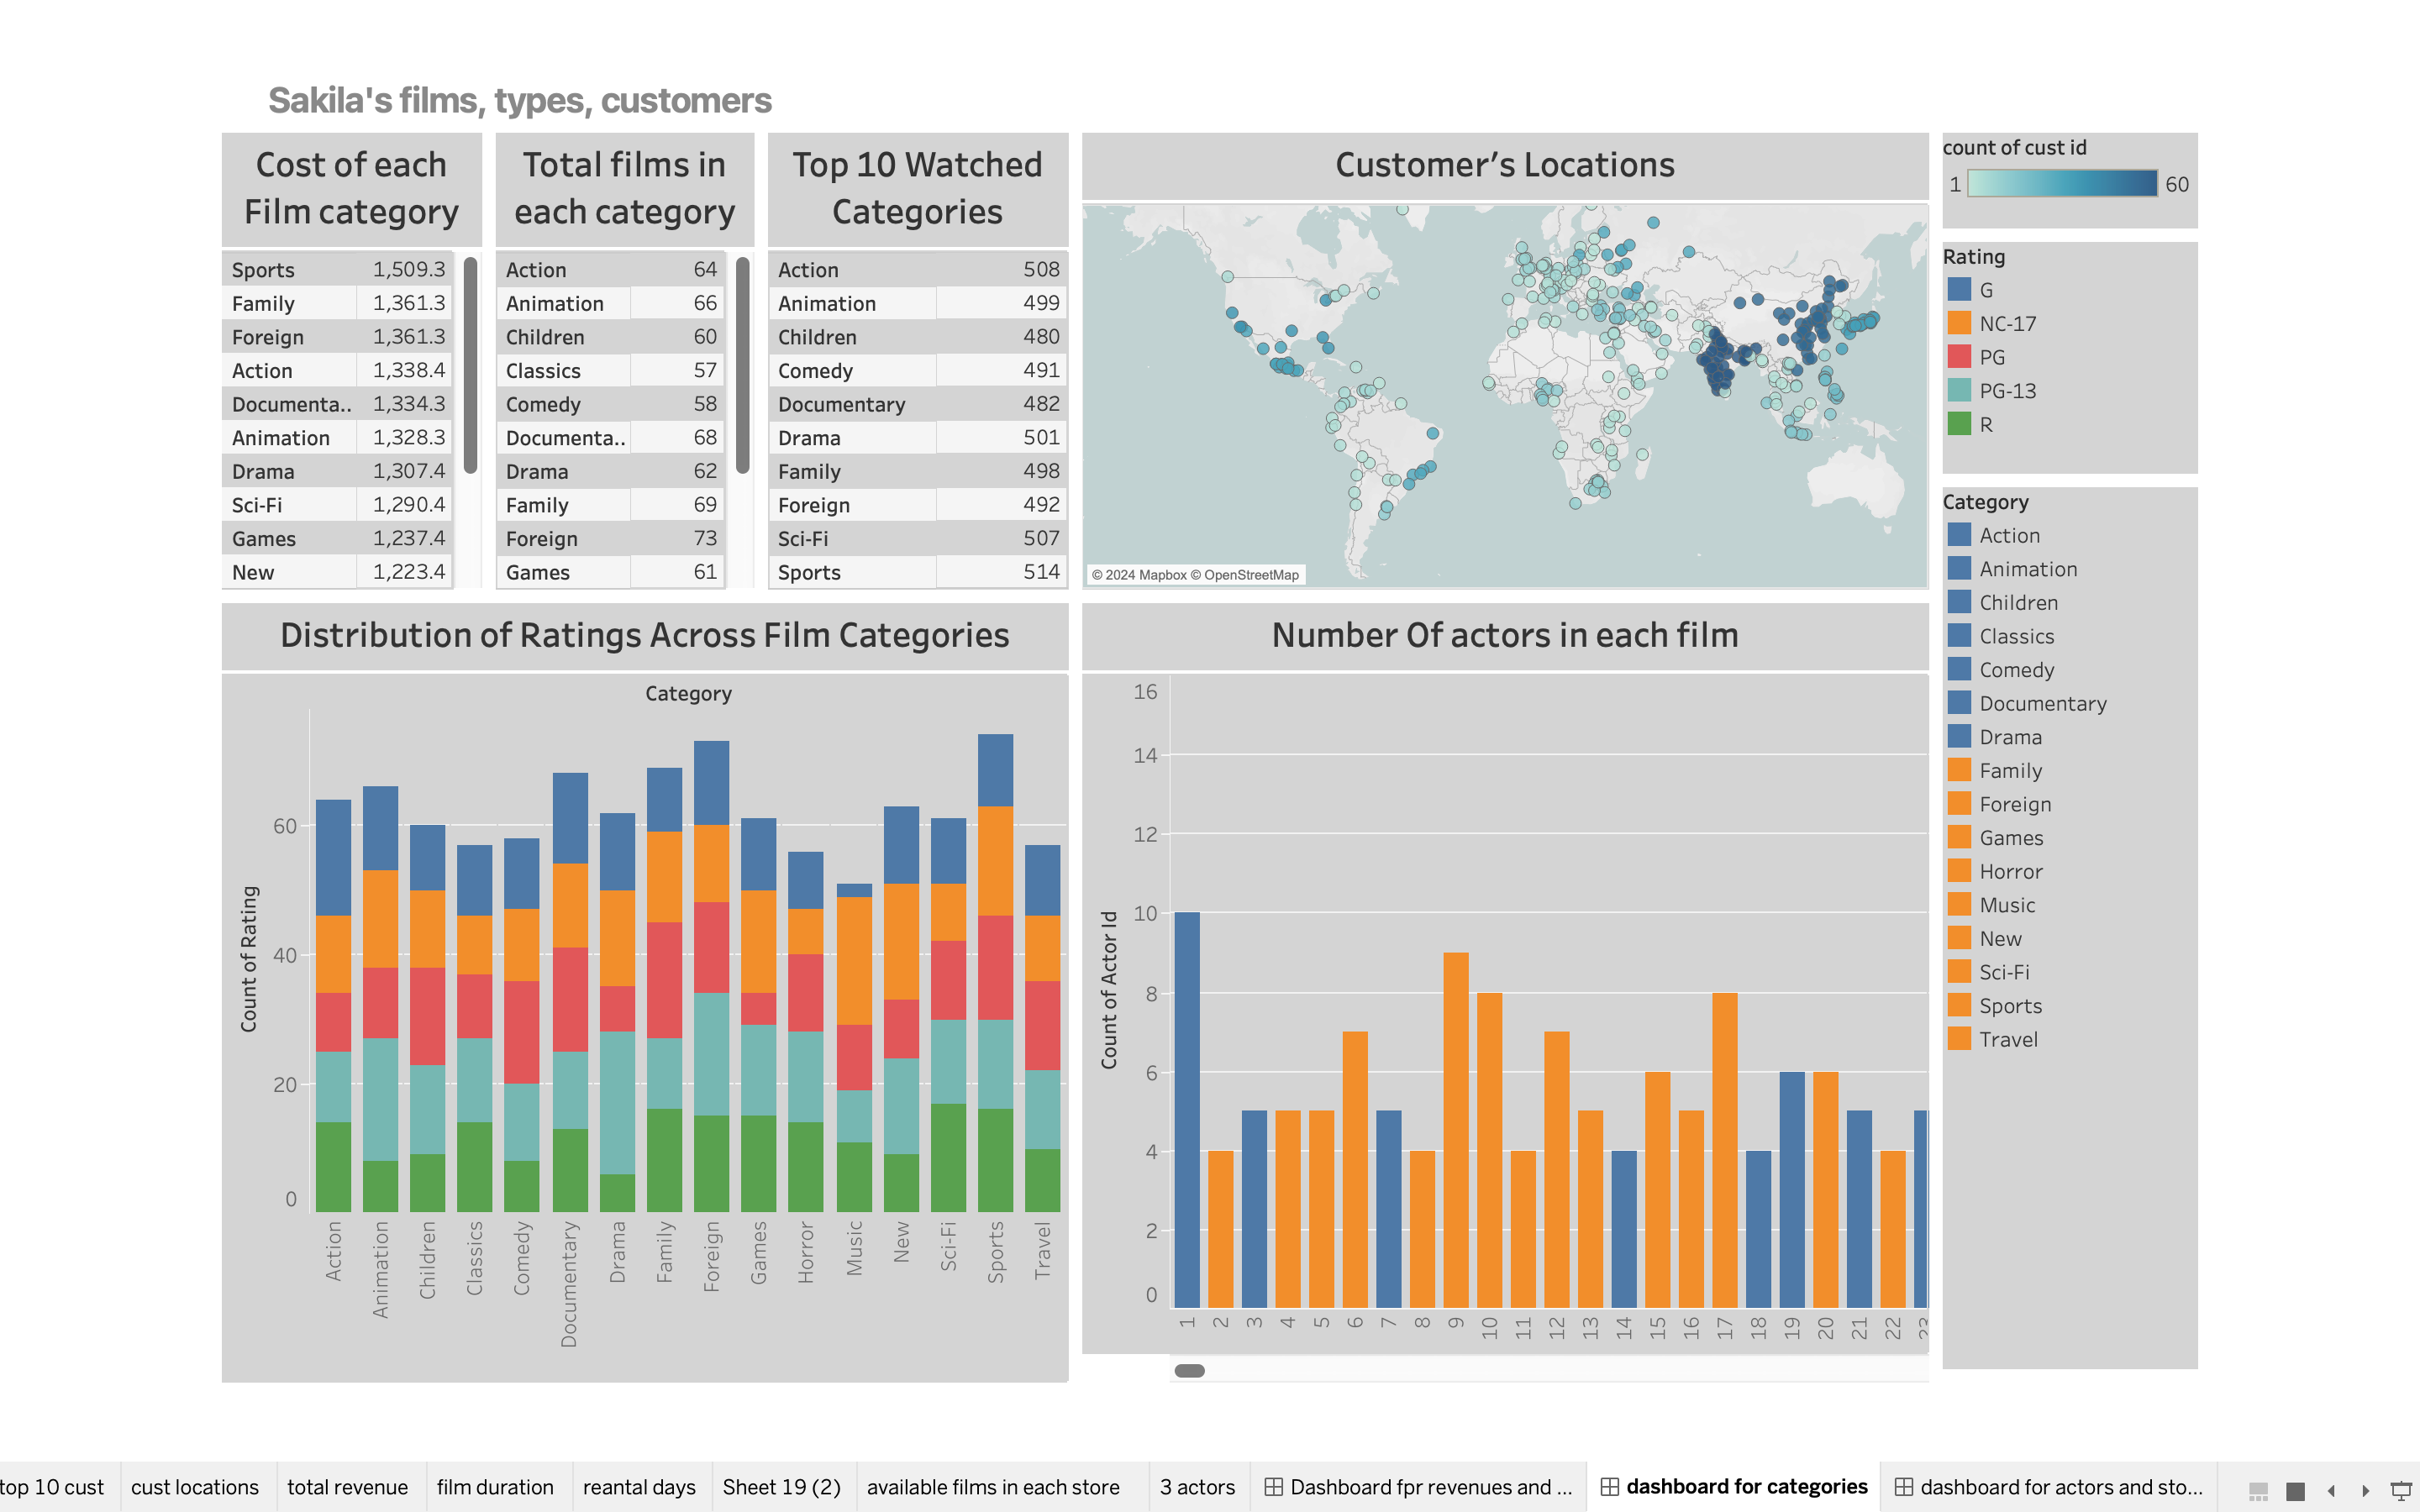 Sakila's films, types, customers
Cost of each
Film category
Sports 1,509.3
Family 1,361.3
Foreign 1,361.3
Action 1,338.4
Documenta.. 1,334.3
Animation 1,328.3
Drama 1,307.4
Sci-Fi 1,290.4
Games 1,237.4
New 1,223.4
Total films in
each category
Action 64
Animation 66
Children 60
Classics 57
Comedy 58
Documenta.. 68
Drama 62
Family 69
Foreign 73
Games 61
Top 10 Watched
Categories
Action 508
Animation 499
Children 480
Comedy 491
Documentary 482
Drama 501
Family 498
Foreign 492
Sci-Fi 507
Sports 514
Customer’s Locations
© 2024 Mapbox © OpenStreetMap
count of cust id
1 60
Rating
G
NC-17
PG
PG-13
R
Category
Action
Animation
Children
Classics
Comedy
Documentary
Drama
Family
Foreign
Games
Horror
Music
New
Sci-Fi
Sports
Travel
Distribution of Ratings Across Film Categories
Category
Count of Rating
60
40
20
0
Action
Animation
Children
Classics
Comedy
Documentary
Drama
Family
Foreign
Games
Horror
Music
New
Sci-Fi
Sports
Travel
Number Of actors in each film
Count of Actor Id
16
14
12
10
8
6
4
2
0
1
2
3
4
5
6
7
8
9
10
11
12
13
14
15
16
17
18
19
20
21
22
23
top 10 cust
cust locations
total revenue
film duration
reantal days
Sheet 19 (2)
available films in each store
3 actors
Dashboard fpr revenues and ...
dashboard for categories
dashboard for actors and sto...